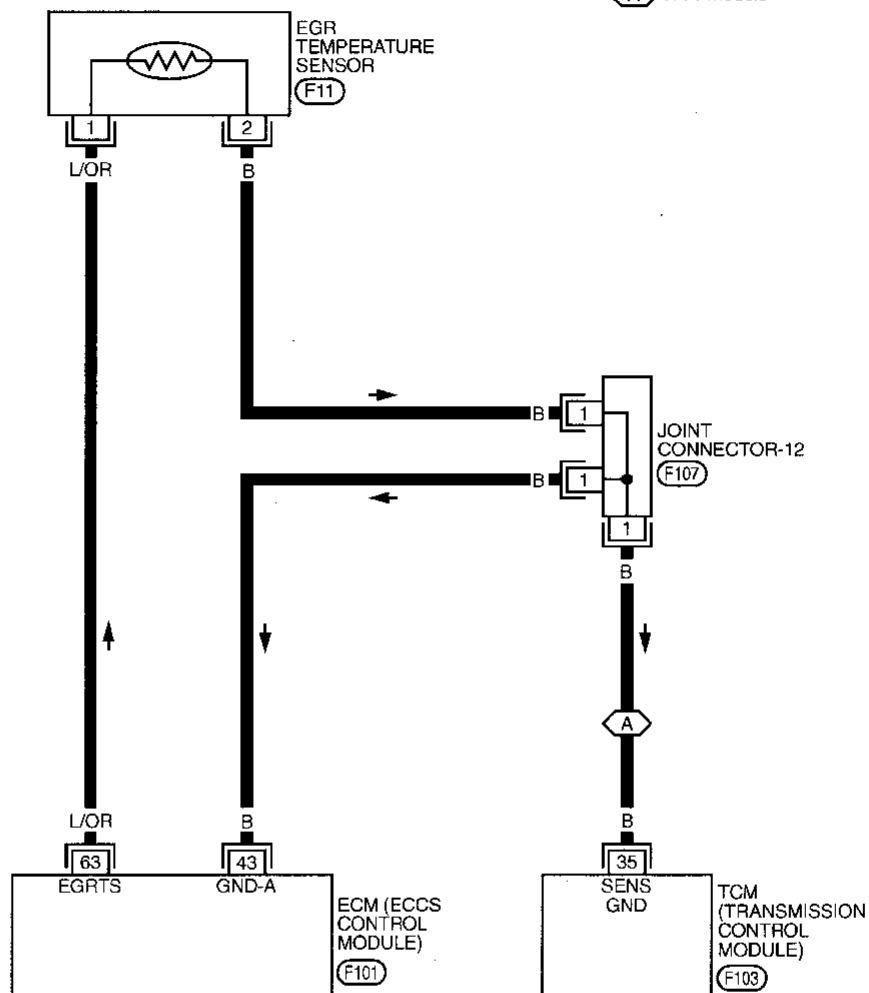 EGR
TEMPERATURE
SENSOR
F11
1
2
L/OR
B
B
1
JOINT
CONNECTOR-12
F107
B
1
1
B
A
L/OR
B
B
63
43
35
EGRTS
GND-A
SENS
GND
ECM (ECCS
CONTROL
MODULE)
F101
TCM
(TRANSMISSION
CONTROL
MODULE)
F103